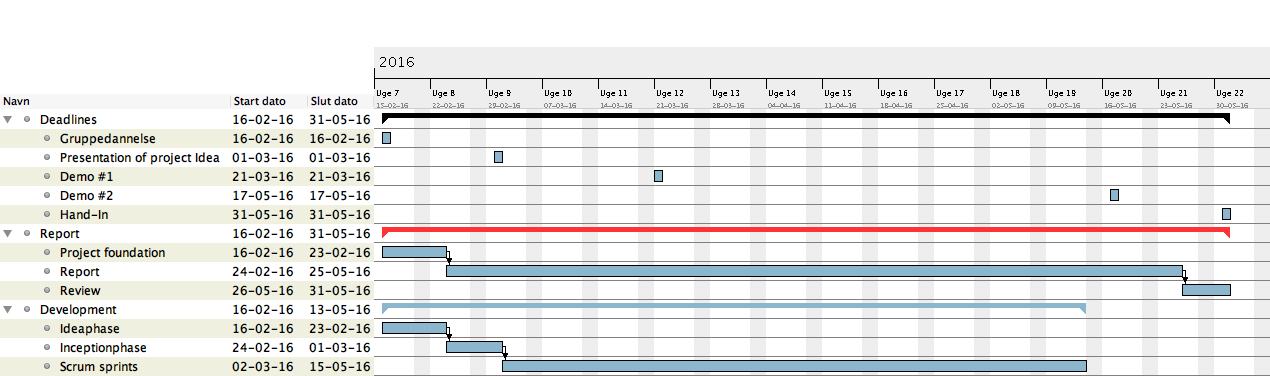 2016
Uge 7 Uge 8 Uge 9 Uge 10 Uge 11 Uge 12 Uge 13 Uge 14 Uge 15 Uge 16 Uge 17 Uge 18 Uge 19 Uge 20 Uge 21 Uge 22
Navn Start dato Slut dato 15-02-16 22-02-16 29-02-16 07-03-16 14-03-16 21-03-16 28-03-16 04-04-16 11-04-16 18-04-16 25-04-16 02-05-16 09-05-16 16-05-16 23-05-16 30-05-16
Deadlines 16-02-16 31-05-16
Gruppedannelse 16-02-16 16-02-16
Presentation of project Idea 01-03-16 01-03-16
Demo #1 21-03-16 21-03-16
Demo #2 17-05-16 17-05-16
Hand-In 31-05-16 31-05-16
Report 16-02-16 31-05-16
Project foundation 16-02-16 23-02-16
Report 24-02-16 25-05-16
Review 26-05-16 31-05-16
Development 16-02-16 13-05-16
Ideaphase 16-02-16 23-02-16
Inceptionphase 24-02-16 01-03-16
Scrum sprints 02-03-16 15-05-16